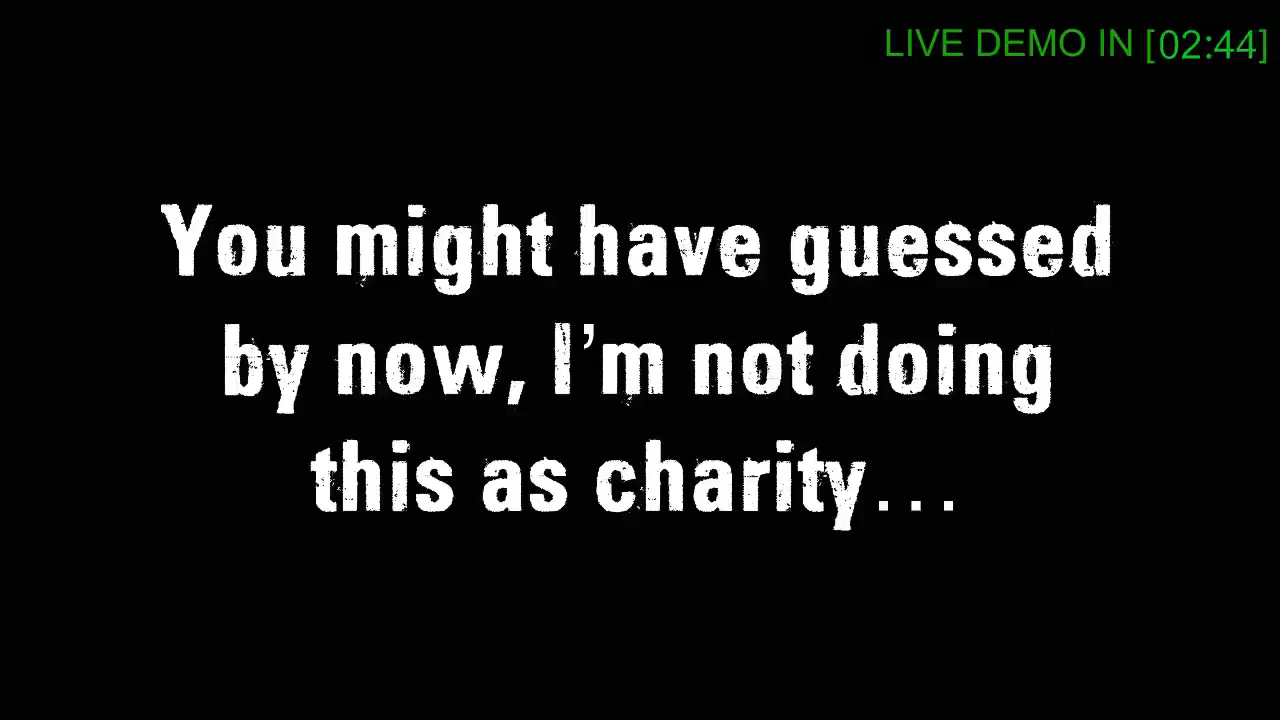 LIVE DEMO IN [02:44]
You might have guessed
by now, I'm not doing
this as charity...